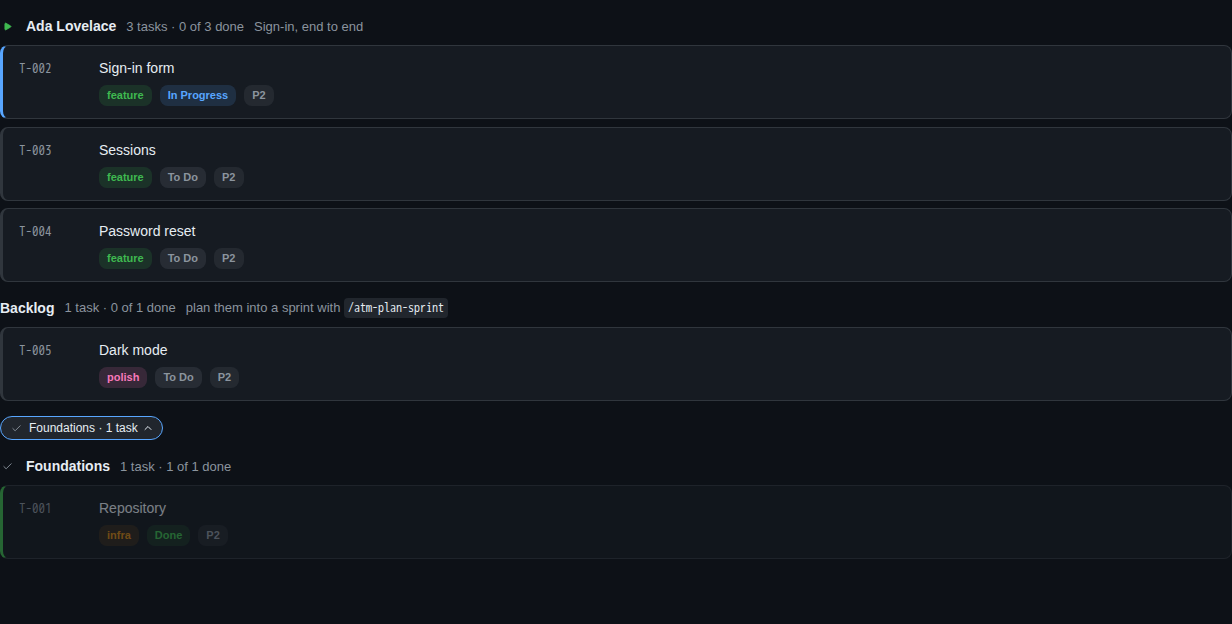 Ada Lovelace 3 tasks · 0 of 3 done Sign-in, end to end
T-002 Sign-in form
feature In Progress P2
T-003 Sessions
feature To Do P2
T-004 Password reset
feature To Do P2
Backlog 1 task · 0 of 1 done plan them into a sprint with /atm-plan-sprint
T-005 Dark mode
polish To Do P2
Foundations · 1 task
Foundations 1 task · 1 of 1 done
T-001 Repository
infra Done P2